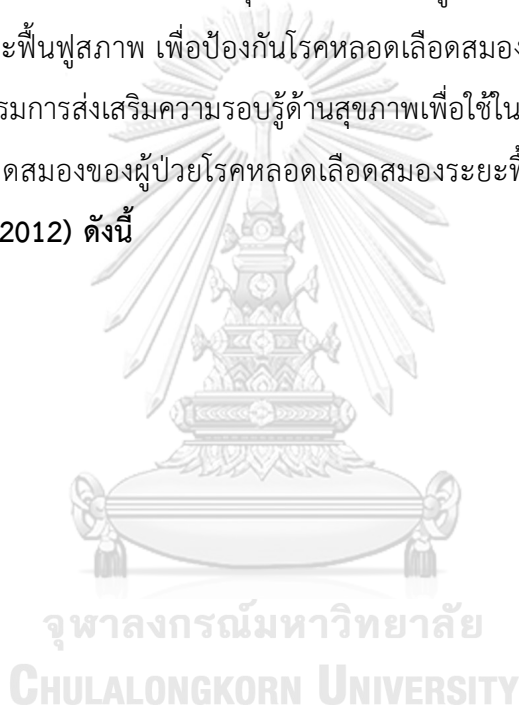 ะฟื้นฟูสภาพ เพื่อป้องกันโรคหลอดเลือดสมอง
รมการส่งเสริมความรอบรู้ด้านสุขภาพเพื่อใช้ใน
ดสมองของผู้ป่วยโรคหลอดเลือดสมองระยะฟื้
2012) ดังนี้
จุฬาลงกรณ์มหาวิทยาลัย
CHULALONGKORN UNIVERSITY